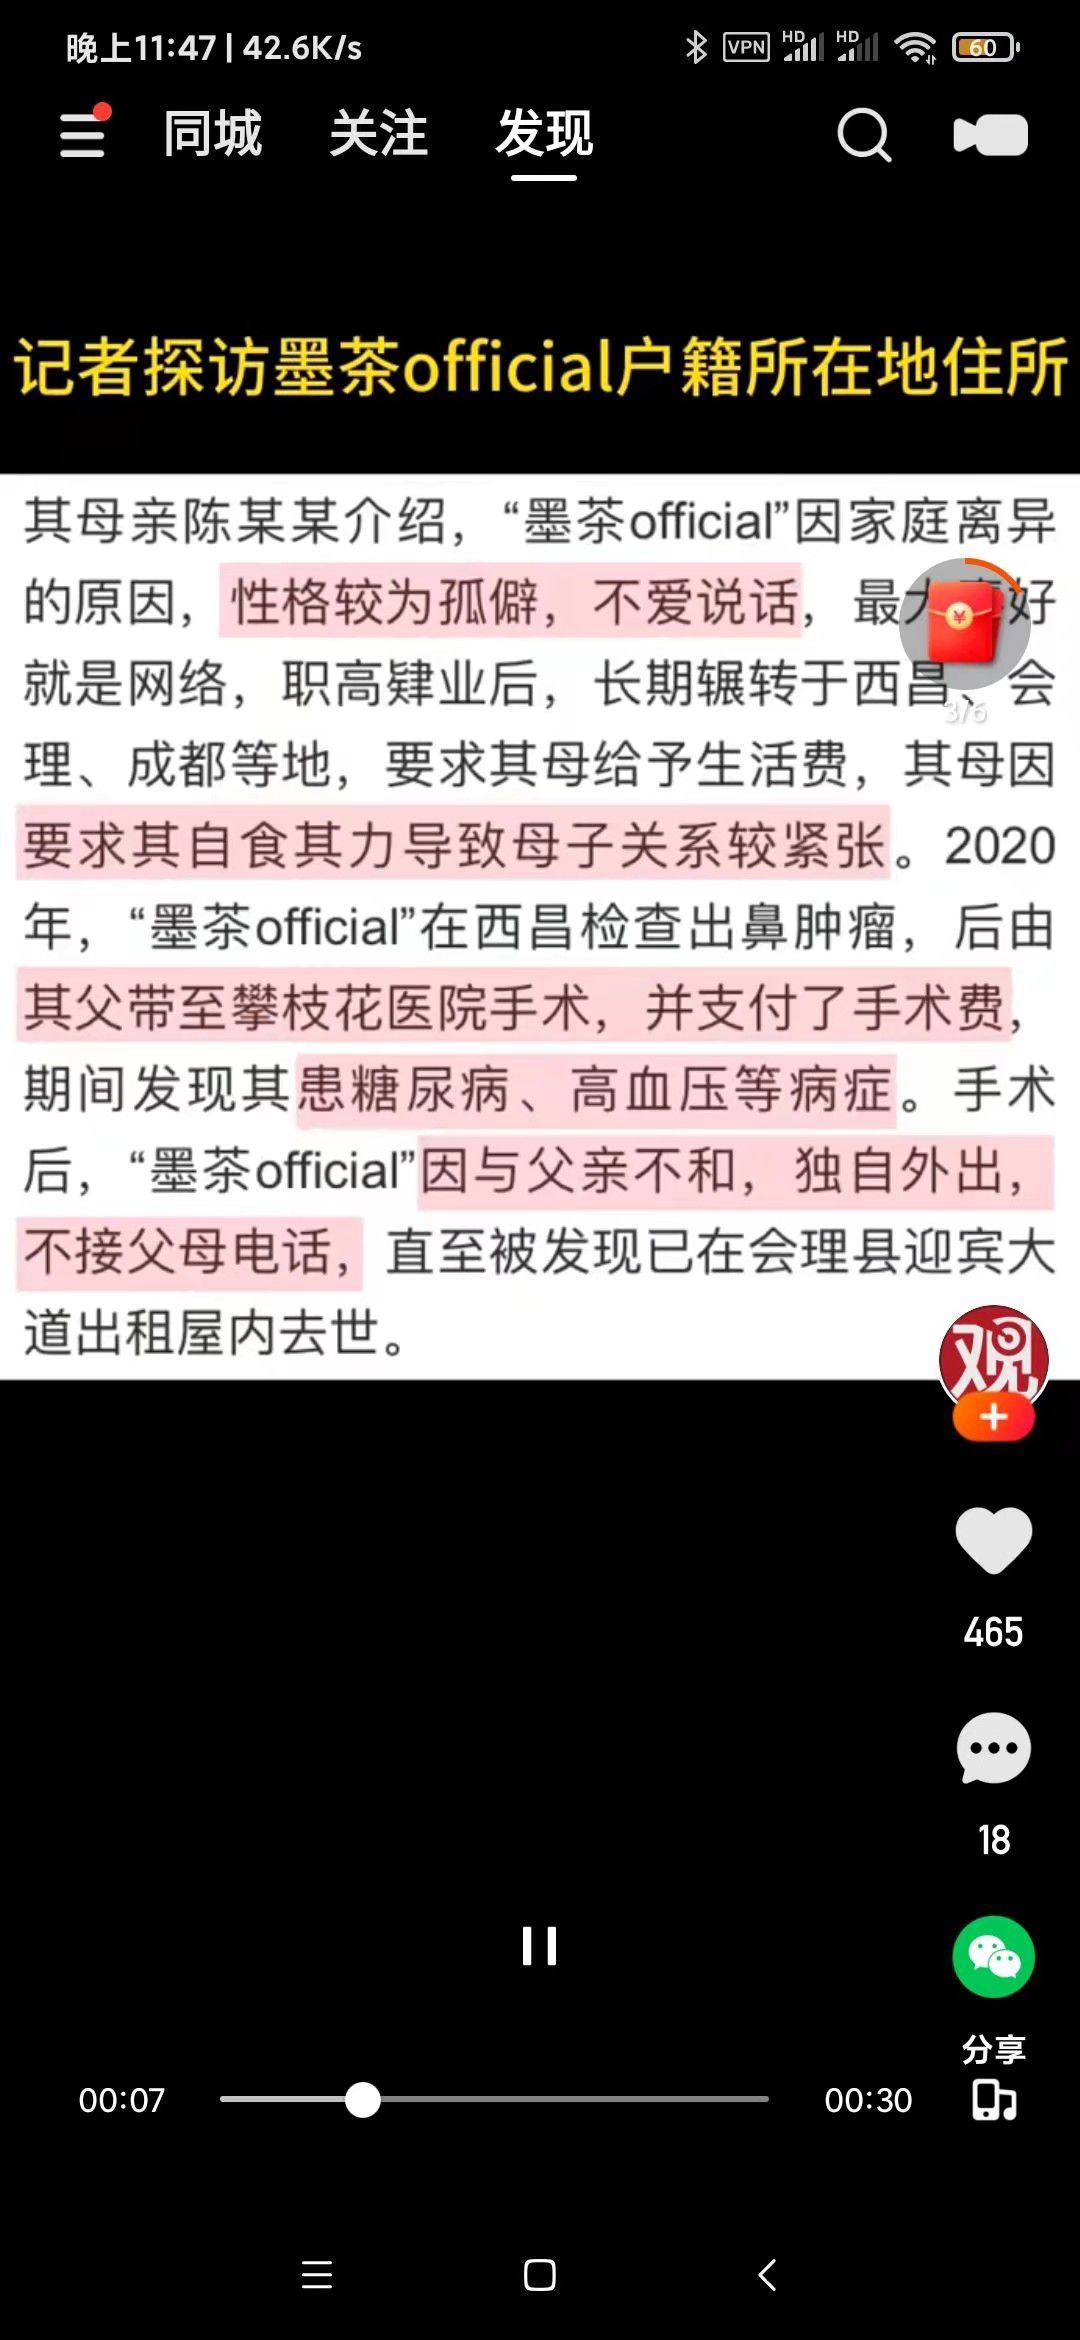 晚上11:47 | 42.6K/s
VPN HD HD 60
同城 关注 发现
记者探访墨茶official户籍所在地住所
其母亲陈某某介绍，“墨茶official”因家庭离异
的原因，性格较为孤僻，不爱说话，最大 好
就是网络，职高肄业后，长期辗转于西昌、会
3/6
理、成都等地，要求其母给予生活费，其母因
要求其自食其力导致母子关系较紧张。2020
年，“墨茶official”在西昌检查出鼻肿瘤，后由
其父带至攀枝花医院手术，并支付了手术费，
期间发现其患糖尿病、高血压等病症。手术
后，“墨茶official”因与父亲不和，独自外出，
不接父母电话，直至被发现已在会理县迎宾大
道出租屋内去世。
观
465
18
分享
00:07
00:30